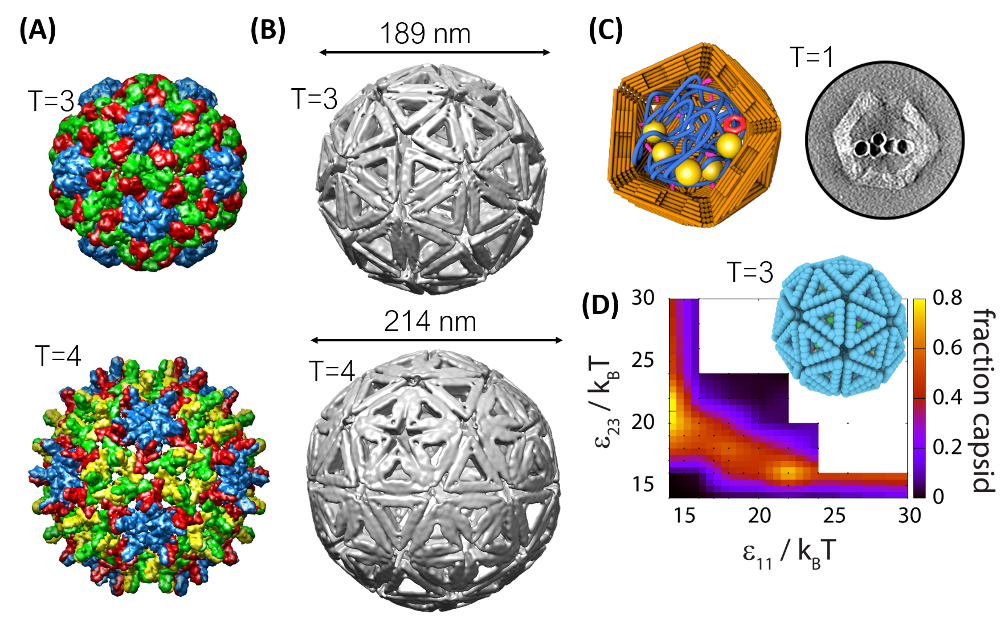 (A)
T=3
T=4
(B)
189 nm
T=3
214 nm
T=4
(C)
T=1
(D)
T=3
30
25
20
15
ε23 / kBT
15
20
25
30
ε11 / kBT
0.8
0.6
0.4
0.2
0
fraction capsid